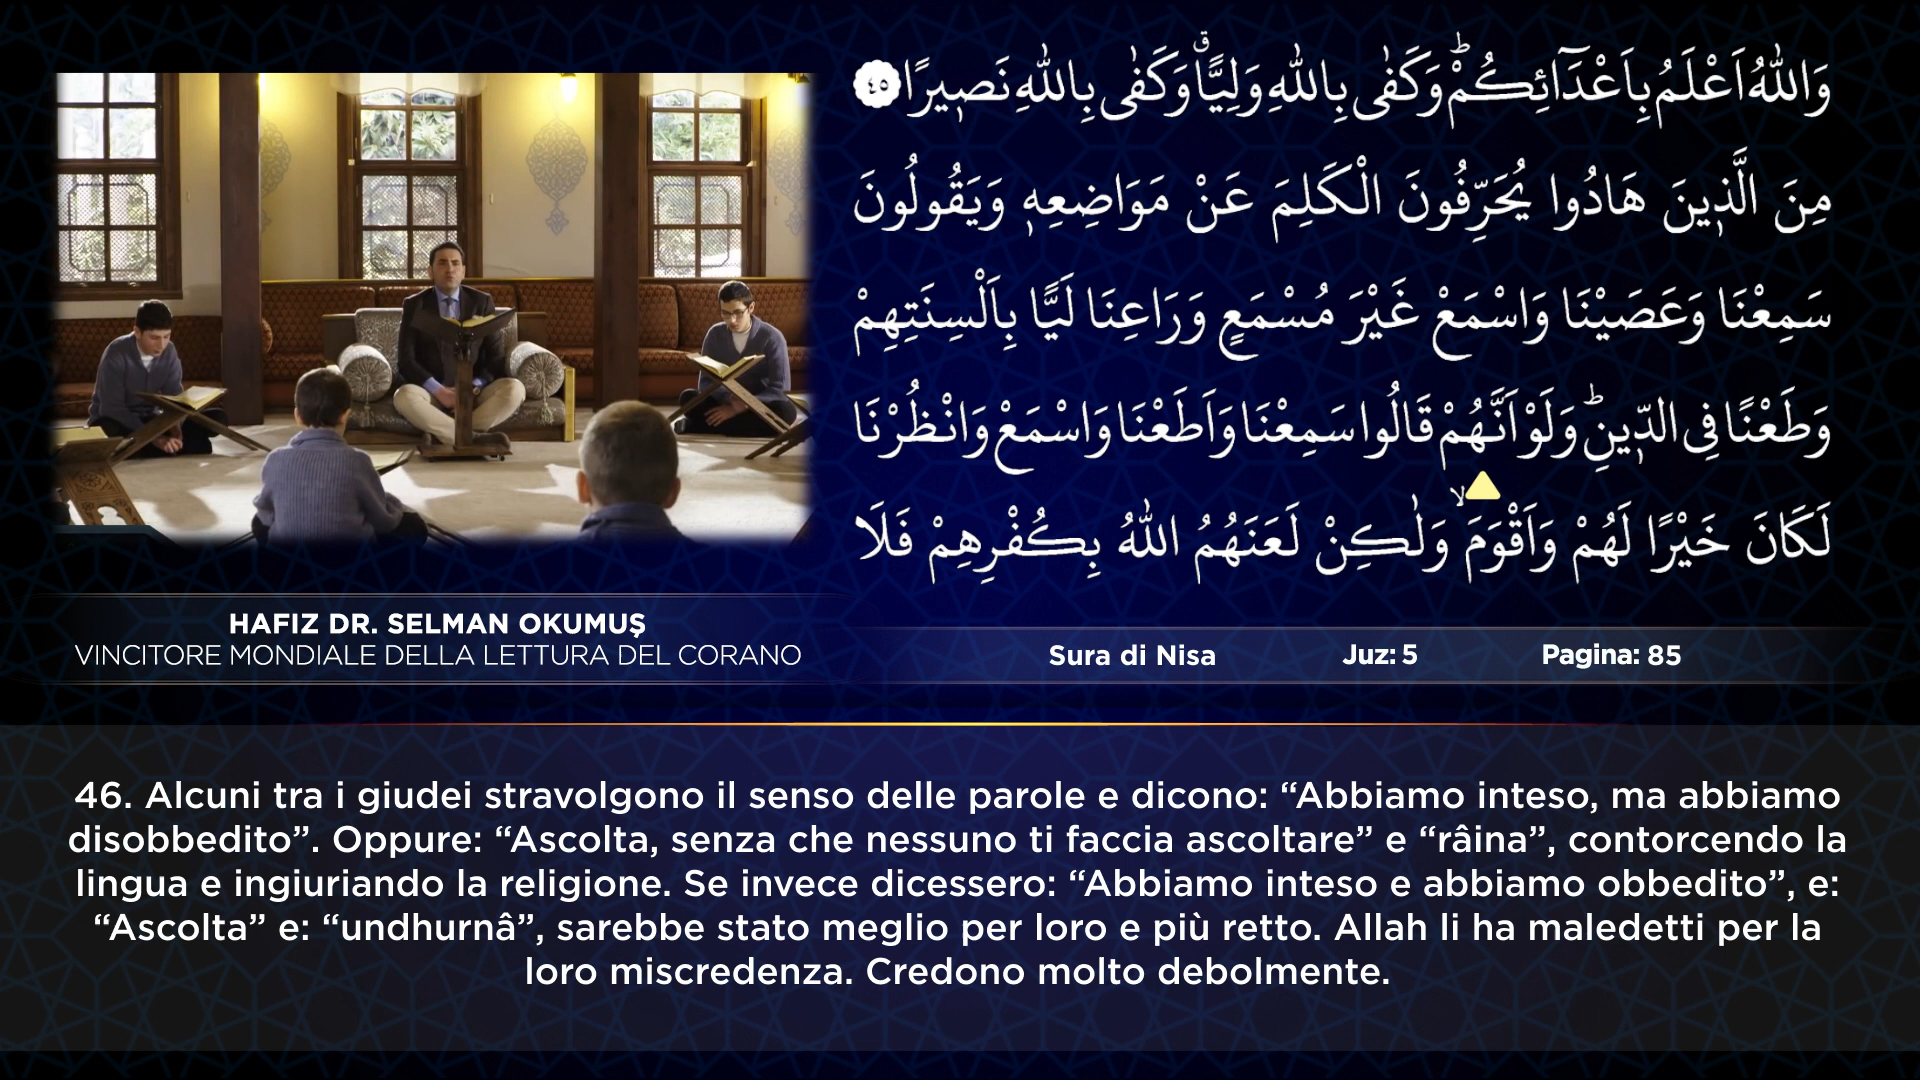 وَاللّٰهُ اَعْلَمُ بِاَعْدَٓائِكُمْۜ وَكَفٰى بِاللّٰهِ وَلِيًّاۗ وَكَفٰى بِاللّٰهِ نَص۪يرًا ٤٥
مِنَ الَّذ۪ينَ هَادُوا يُحَرِّفُونَ الْكَلِمَ عَنْ مَوَاضِعِه۪ وَيَقُولُونَ
سَمِعْنَا وَعَصَيْنَا وَاسْمَعْ غَيْرَ مُسْمَعٍ وَرَاعِنَا لَيًّا بِاَلْسِنَتِهِمْ
وَطَعْنًا فِي الدّ۪ينِۜ وَلَوْ اَنَّهُمْ قَالُوا سَمِعْنَا وَاَطَعْنَا وَاسْمَعْ وَانْظُرْنَا
لَكَانَ خَيْرًا لَهُمْ وَاَقْوَمَۙ وَلٰكِنْ لَعَنَهُمُ اللّٰهُ بِكُفْرِهِمْ فَلَا
HAFIZ DR. SELMAN OKUMUŞ
VINCITORE MONDIALE DELLA LETTURA DEL CORANO
Sura di Nisa Juz: 5 Pagina: 85
46. Alcuni tra i giudei stravolgono il senso delle parole e dicono: “Abbiamo inteso, ma abbiamo
disobbedito”. Oppure: “Ascolta, senza che nessuno ti faccia ascoltare” e “râina”, contorcendo la
lingua e ingiuriando la religione. Se invece dicessero: “Abbiamo inteso e abbiamo obbedito”, e:
“Ascolta” e: “undhurnâ”, sarebbe stato meglio per loro e più retto. Allah li ha maledetti per la
loro miscredenza. Credono molto debolmente.